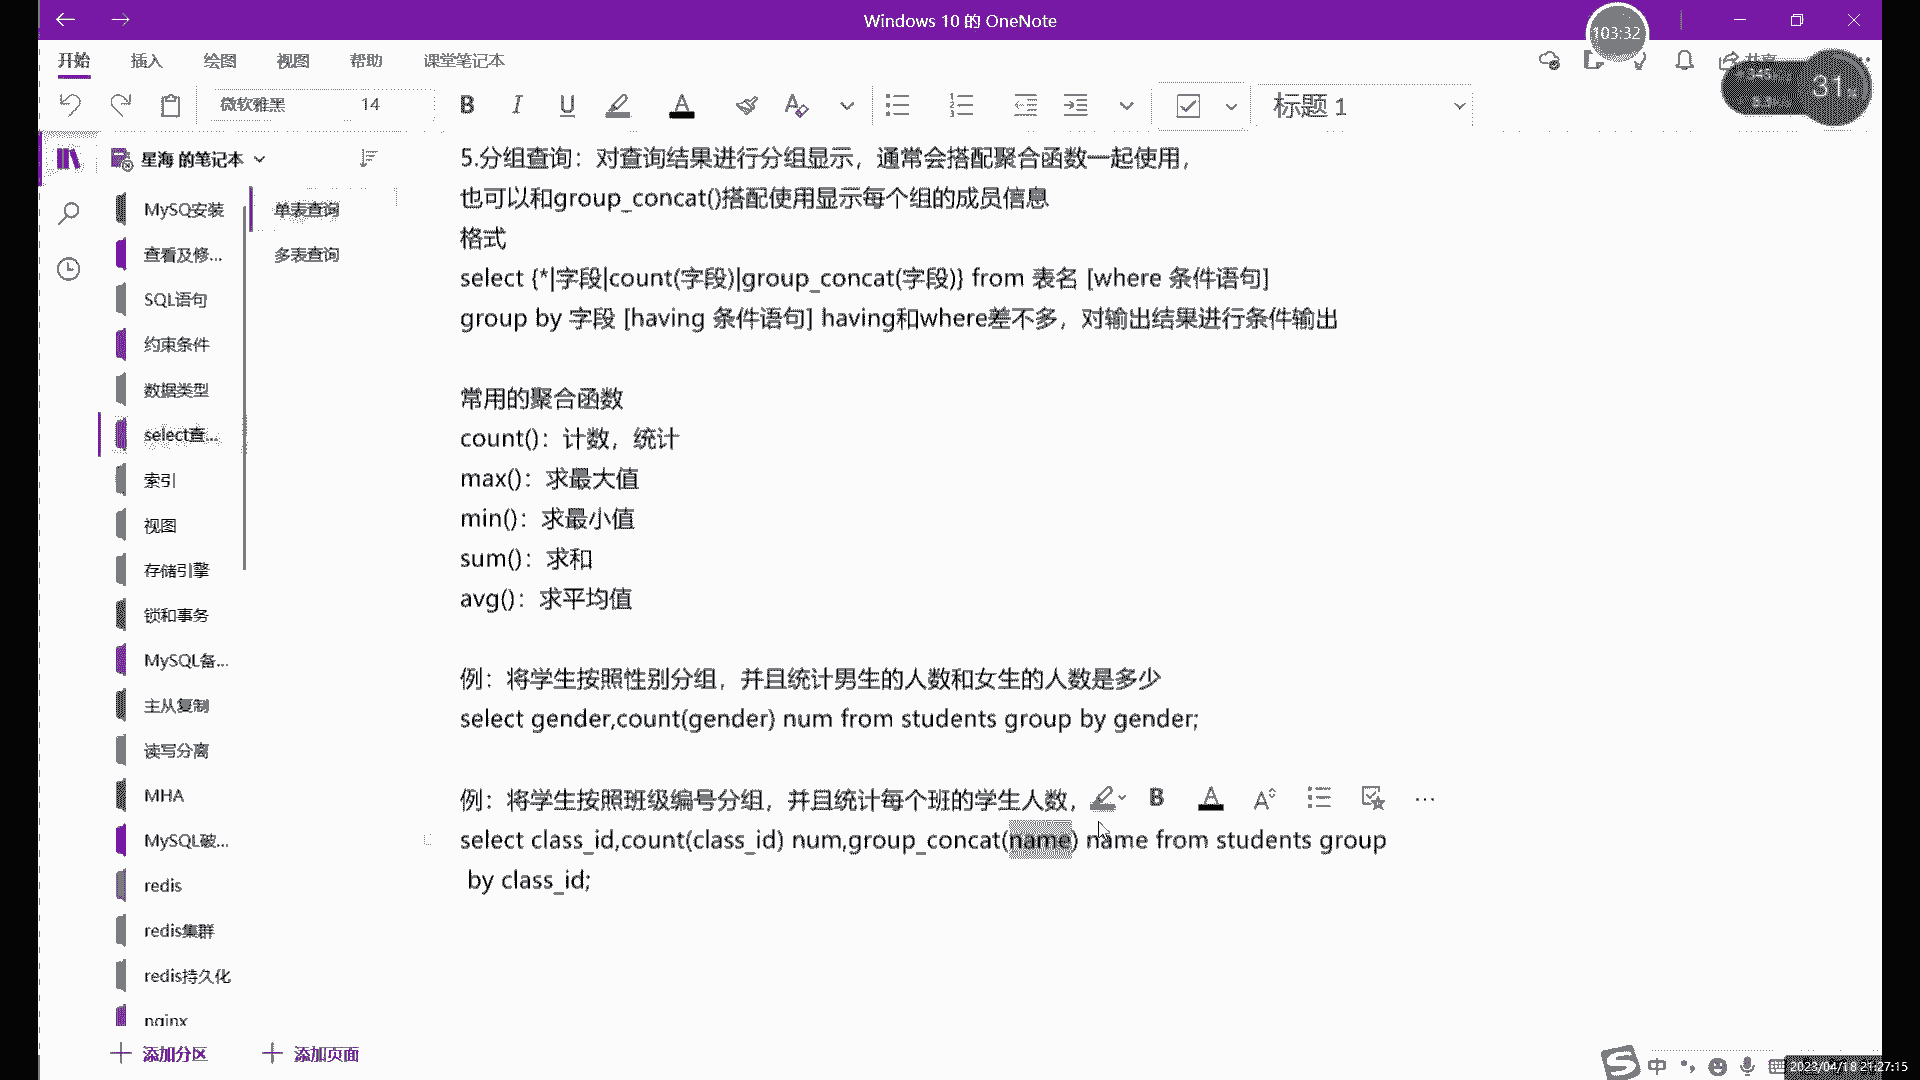 Windows 10 的 OneNote
103:32
开始 插入 绘图 视图 帮助 课堂笔记本
共享
31
微软雅黑 14 B I U A 标题 1
星海 的笔记本
MySQ安装
查看及修...
SQL语句
约束条件
数据类型
select查...
索引
视图
存储引擎
锁和事务
MySQL备...
主从复制
读写分离
MHA
MySQL破...
redis
redis集群
redis持久化
nginx
添加分区
单表查询
多表查询
添加页面
5.分组查询：对查询结果进行分组显示，通常会搭配聚合函数一起使用，
也可以和group_concat()搭配使用显示每个组的成员信息
格式
select {*|字段|count(字段)|group_concat(字段)} from 表名 [where 条件语句]
group by 字段 [having 条件语句] having和where差不多，对输出结果进行条件输出
常用的聚合函数
count()：计数，统计
max()：求最大值
min()：求最小值
sum()：求和
avg()：求平均值
例：将学生按照性别分组，并且统计男生的人数和女生的人数是多少
select gender,count(gender) num from students group by gender;
例：将学生按照班级编号分组，并且统计每个班的学生人数，
select class_id,count(class_id) num,group_concat(name) name from students group
by class_id;
中
2023/04/18 21:27:15